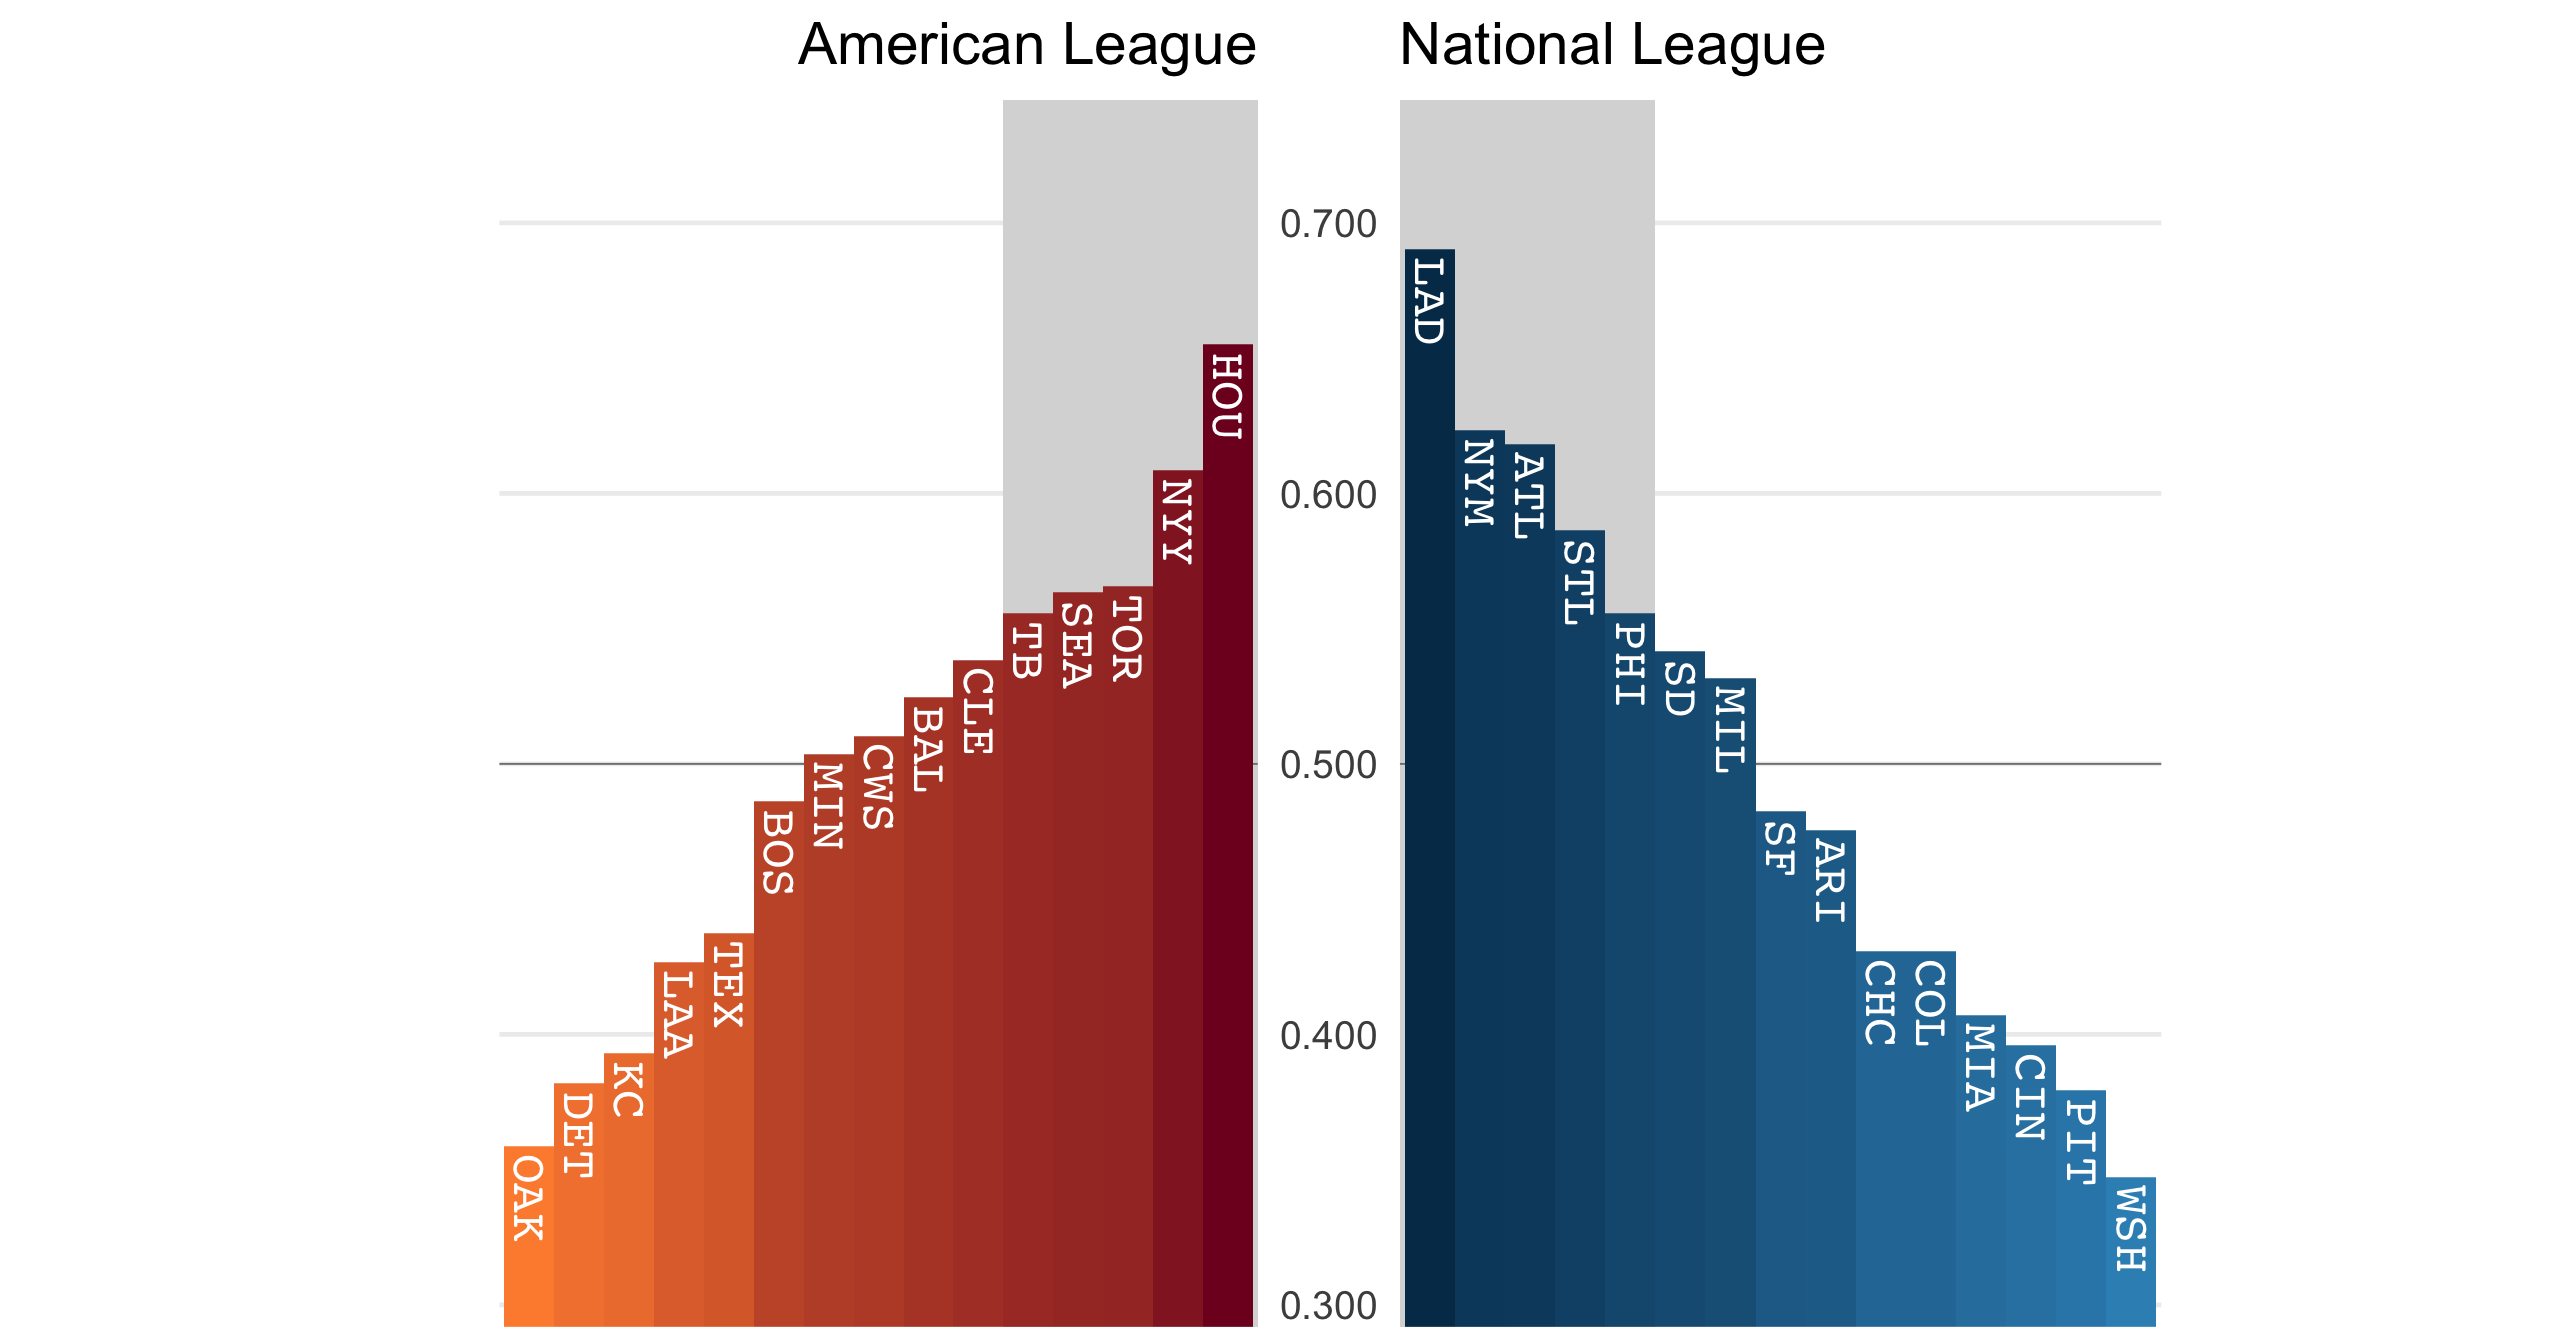 American League
National League
0.700
0.600
0.500
0.400
0.300
OAK
DET
KC
LAA
TEX
BOS
MIN
CWS
BAL
CLE
TB
SEA
TOR
NYY
HOU
LAD
NYM
ATL
STL
PHI
SD
MIL
SF
ARI
CHC
COL
MIA
CIN
PIT
WSH